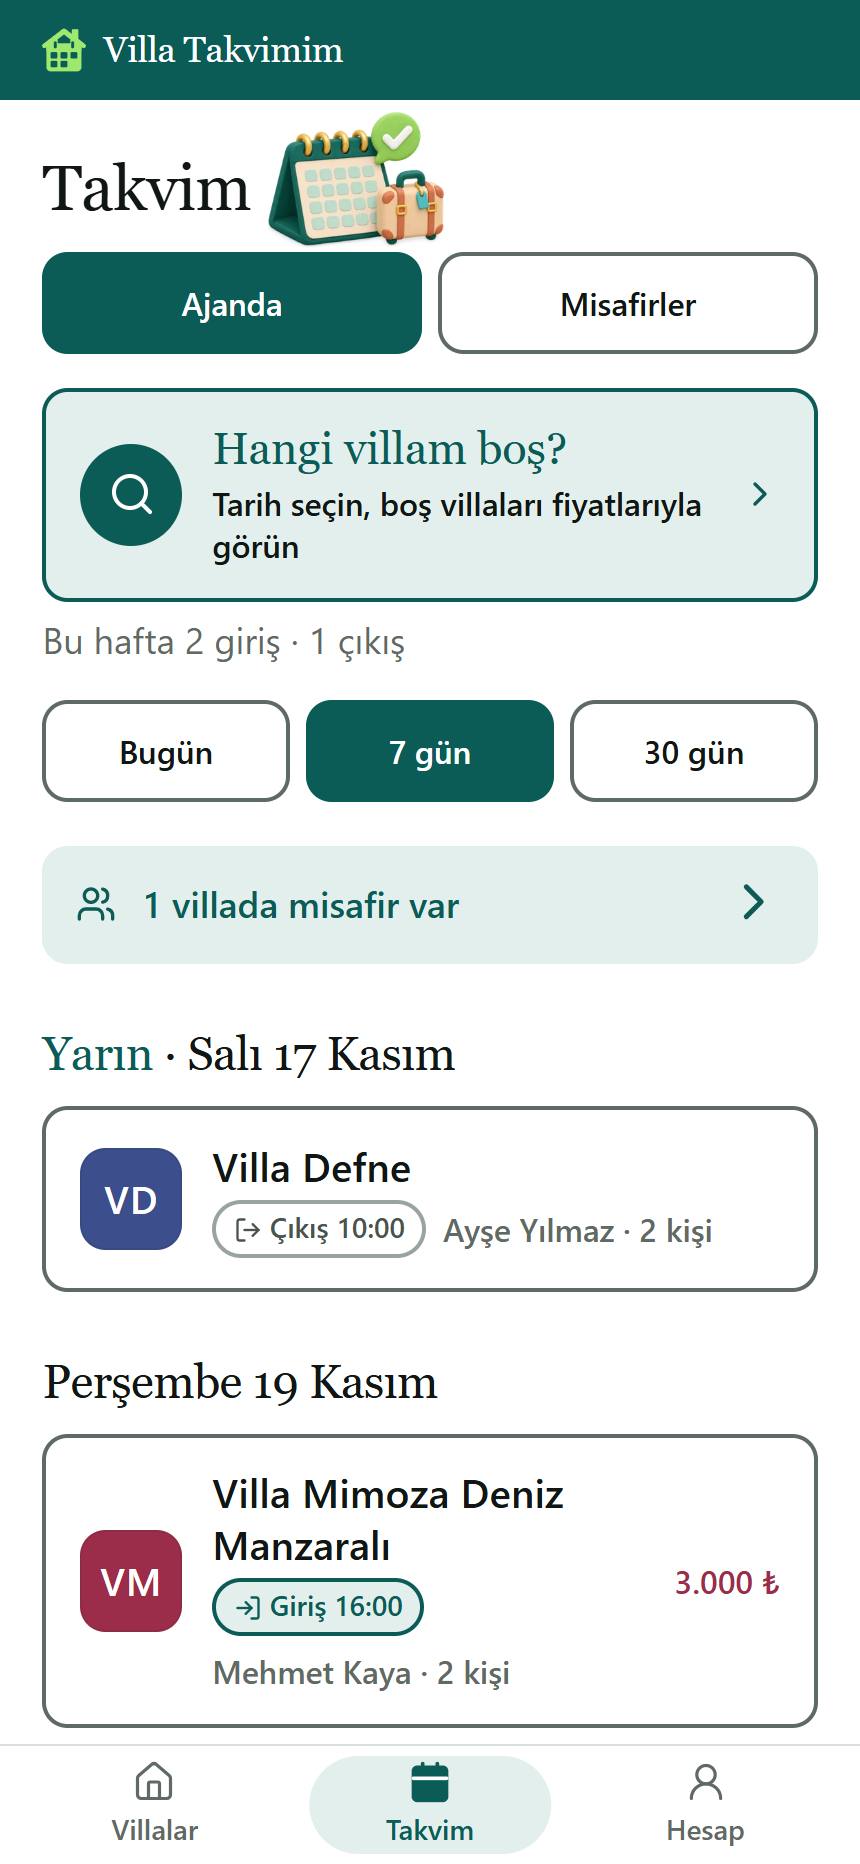 Villa Takvimim
Takvim
Ajanda
Misafirler
Hangi villam boş?
Tarih seçin, boş villaları fiyatlarıyla
görün
Bu hafta 2 giriş · 1 çıkış
Bugün
7 gün
30 gün
1 villada misafir var
Yarın · Salı 17 Kasım
VD
Villa Defne
Çıkış 10:00
Ayşe Yılmaz · 2 kişi
Perşembe 19 Kasım
VM
Villa Mimoza Deniz
Manzaralı
Giriş 16:00
Mehmet Kaya · 2 kişi
3.000 ₺
Villalar
Takvim
Hesap